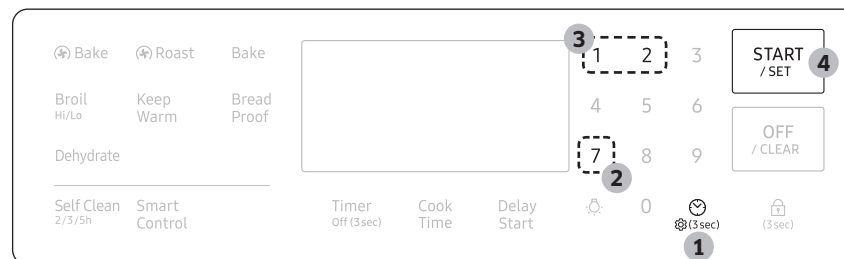 Bake Roast Bake
Broil Keep Bread
Hi/Lo Warm Proof
Dehydrate
Self Clean Smart
2/3/5h Control
Timer Cook Delay
Off (3 sec) Time Start
3
1 2 3
4 5 6
7 8 9
2
0
(3 sec)
1
START
/ SET
4
OFF
/ CLEAR
(3 sec)